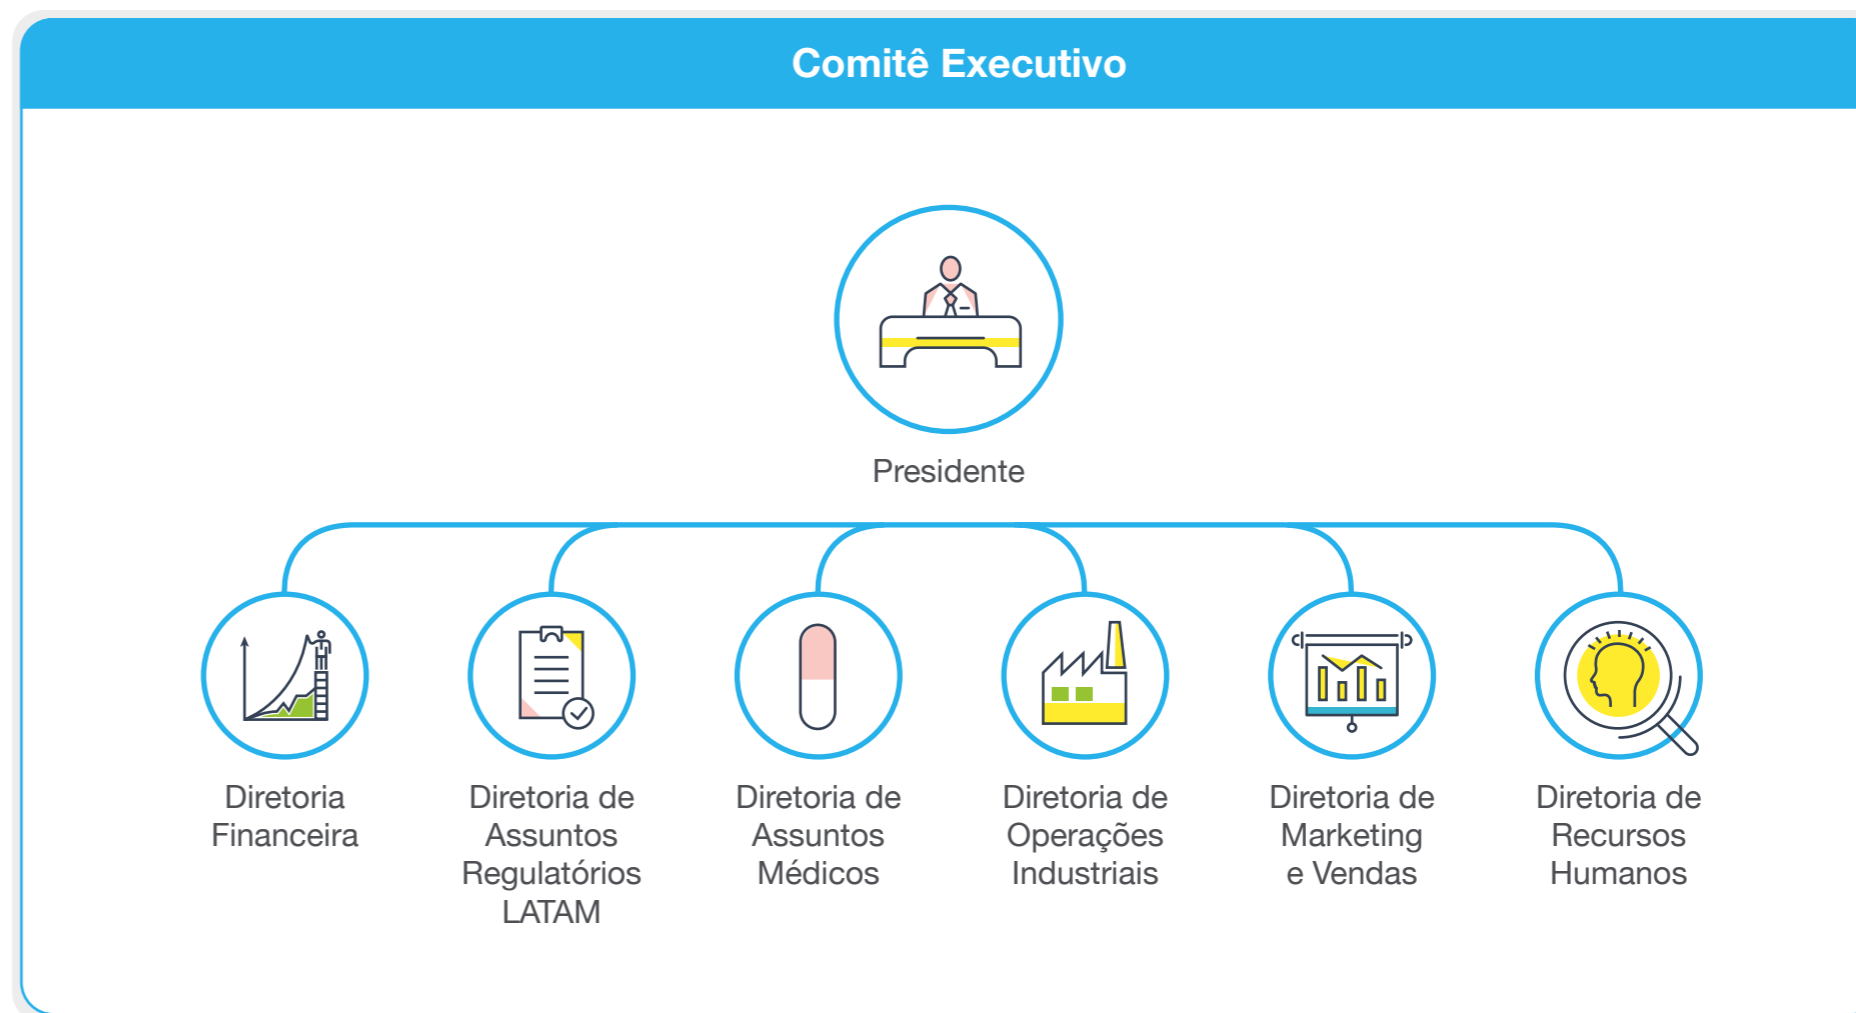 Comitê Executivo
Presidente
Diretoria
Financeira
Diretoria de
Assuntos
Regulatórios
LATAM
Diretoria de
Assuntos
Médicos
Diretoria de
Operações
Industriais
Diretoria de
Marketing
e Vendas
Diretoria de
Recursos
Humanos